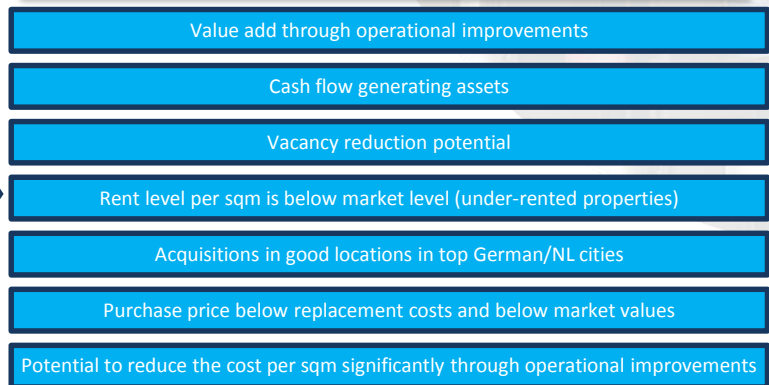 Value add through operational improvements
Cash flow generating assets
Vacancy reduction potential
Rent level per sqm is below market level (under-rented properties)
Acquisitions in good locations in top German/NL cities
Purchase price below replacement costs and below market values
Potential to reduce the cost per sqm significantly through operational improvements